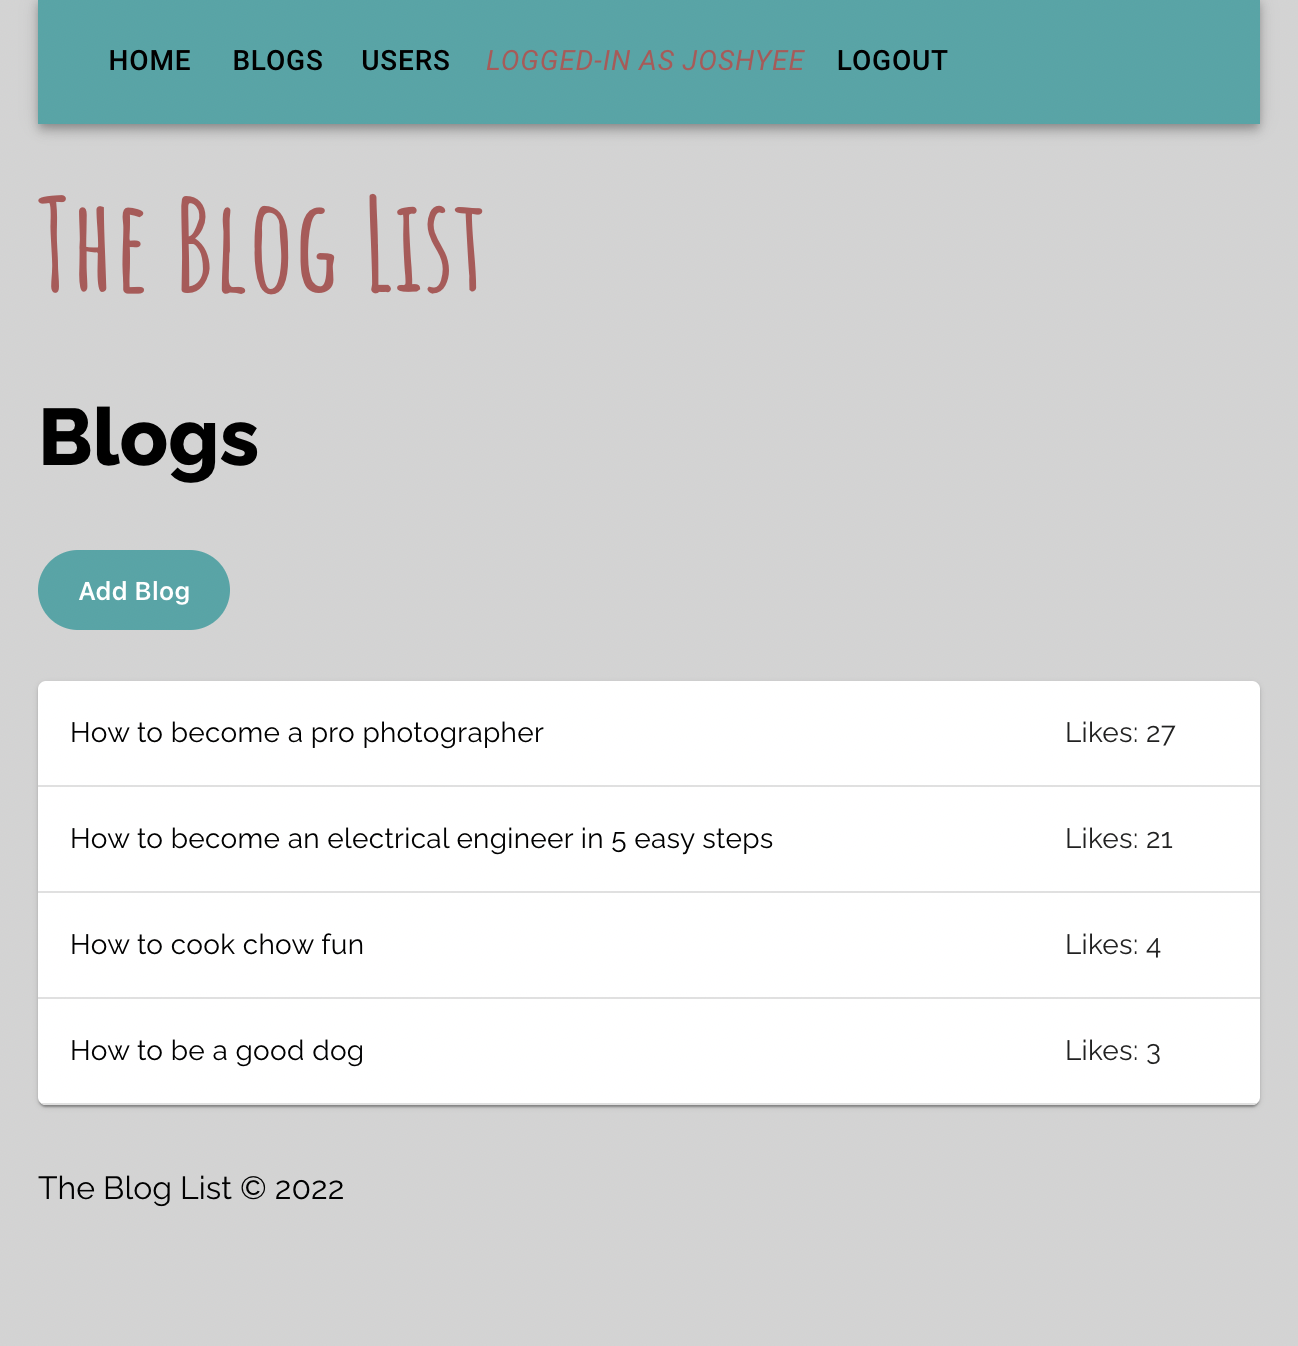 HOME BLOGS USERS LOGGED-IN AS JOSHYEE LOGOUT
The Blog List
Blogs
Add Blog
How to become a pro photographer Likes: 27
How to become an electrical engineer in 5 easy steps Likes: 21
How to cook chow fun Likes: 4
How to be a good dog Likes: 3
The Blog List © 2022